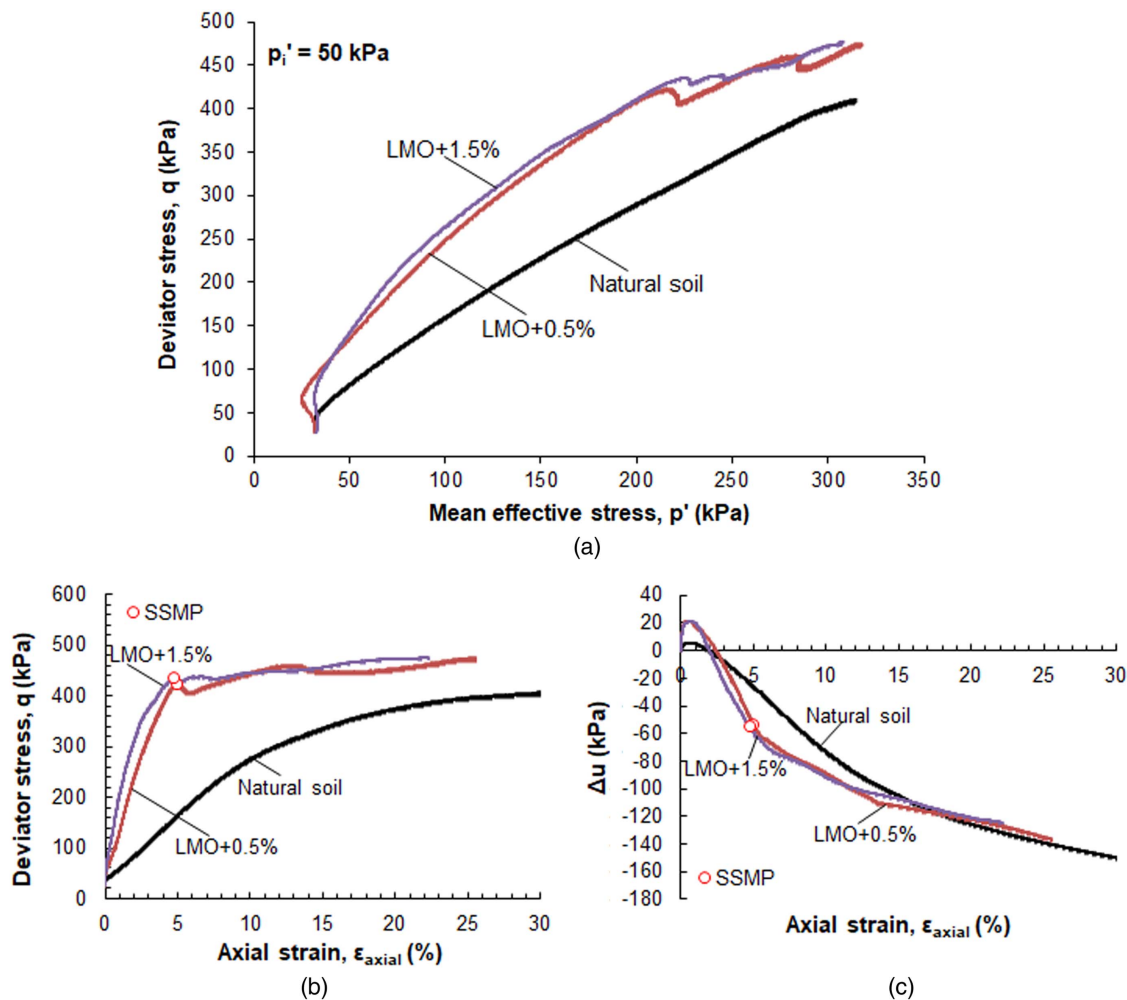 500
450
400
350
300
250
200
150
100
50
0
Deviator stress, q (kPa)
pi' = 50 kPa
LMO+1.5%
Natural soil
LMO+0.5%
0 50 100 150 200 250 300 350
Mean effective stress, p' (kPa)
(a)
600
500
400
300
200
100
0
Deviator stress, q (kPa)
SSMP
LMO+1.5%
Natural soil
LMO+0.5%
0 5 10 15 20 25 30
Axial strain, εaxial (%)
(b)
40
20
0
-20
-40
-60
-80
-100
-120
-140
-160
-180
Δu (kPa)
0 5 10 15 20 25 30
Natural soil
LMO+1.5%
LMO+0.5%
SSMP
Axial strain, εaxial (%)
(c)